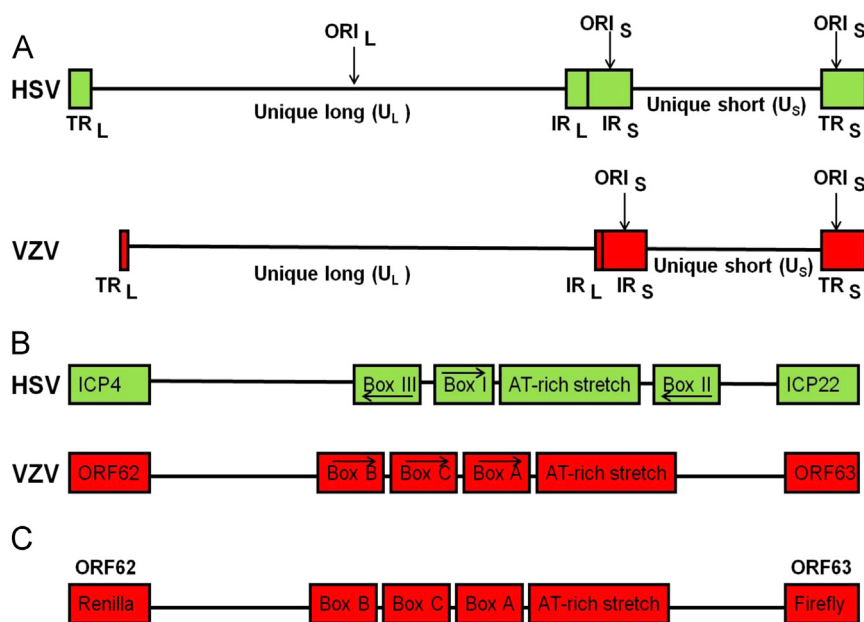 A
ORI L ORI S ORI S
HSV
Unique long (U L ) Unique short (U S)
TR L IR L IR S TR S
ORI S ORI S
VZV
Unique long (U L ) Unique short (U S)
TR L IR L IR S TR S
B
HSV ICP4 Box III Box I AT-rich stretch Box II ICP22
VZV ORF62 Box B Box C Box A AT-rich stretch ORF63
C
ORF62 ORF63
Renilla Box B Box C Box A AT-rich stretch Firefly